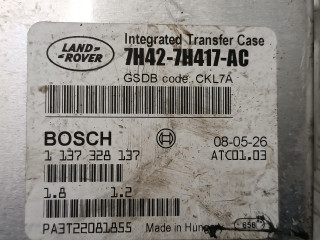 LAND ROVER
Integrated Transfer Case
7H42-7H417-AC
GSDB code: CKL7A
BOSCH
08-05-26
1 137 328 137
ATC01.03
1.8 1.2
PA3T22081855 Made in Hungary 656